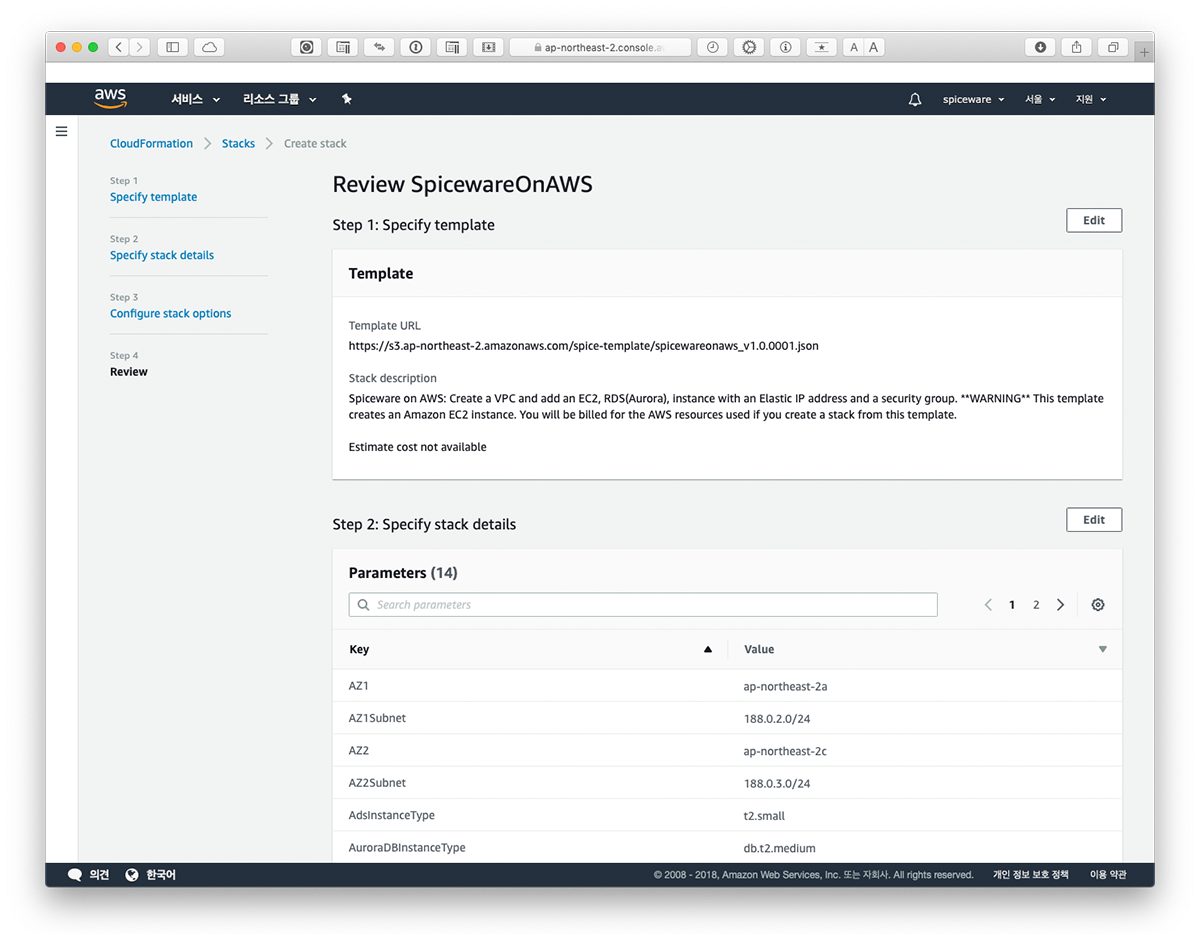 ap-northeast-2.console.a
A A
aws 서비스 리소스 그룹 spiceware 서울 지원
CloudFormation Stacks Create stack
Step 1
Specify template
Step 2
Specify stack details
Step 3
Configure stack options
Step 4
Review
Review SpicewareOnAWS
Step 1: Specify template
Edit
Template
Template URL
https://s3.ap-northeast-2.amazonaws.com/spice-template/spicewareonaws_v1.0.0001.json
Stack description
Spiceware on AWS: Create a VPC and add an EC2, RDS(Aurora), instance with an Elastic IP address and a security group. **WARNING** This template
creates an Amazon EC2 instance. You will be billed for the AWS resources used if you create a stack from this template.
Estimate cost not available
Step 2: Specify stack details
Edit
Parameters (14)
Search parameters
1 2
Key Value
AZ1 ap-northeast-2a
AZ1Subnet 188.0.2.0/24
AZ2 ap-northeast-2c
AZ2Subnet 188.0.3.0/24
AdsInstanceType t2.small
AuroraDBInstanceType db.t2.medium
의견 한국어 © 2008 - 2018, Amazon Web Services, Inc. 또는 자회사. All rights reserved. 개인 정보 보호 정책 이용 약관